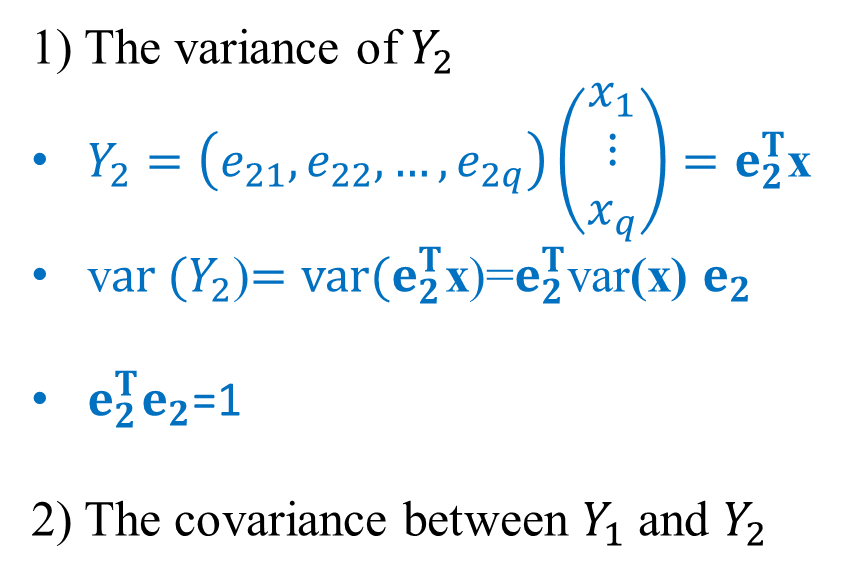 1) The variance of Y₂
• Y₂ = (e₂₁, e₂₂, …, e₂q) (x₁ ⋮ xq) = e₂ᵀx
• var (Y₂)= var(e₂ᵀx)=e₂ᵀvar(x) e₂
• e₂ᵀe₂=1
2) The covariance between Y₁ and Y₂